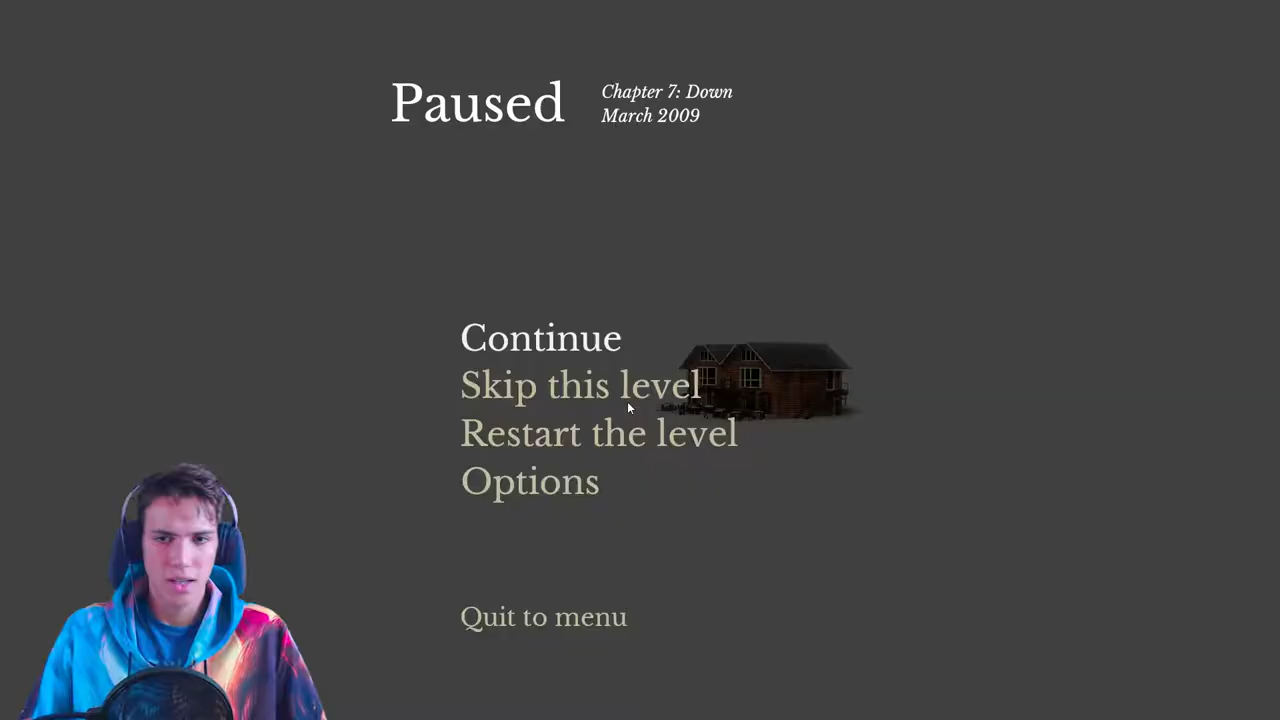 Paused
Chapter 7: Down
March 2009
Continue
Skip this level
Restart the level
Options
Quit to menu